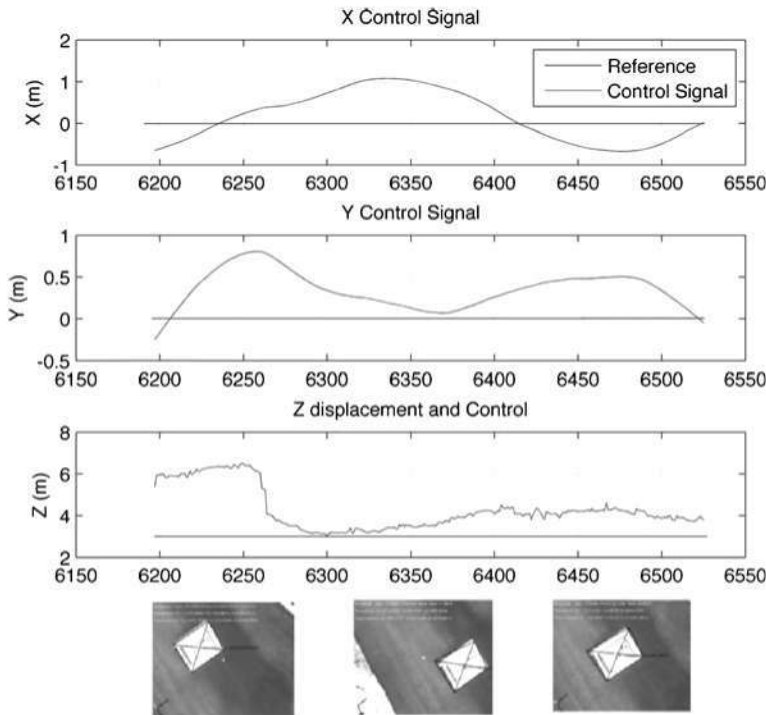 X Control Signal
X (m)
2
1
0
-1
Reference
Control Signal
6150 6200 6250 6300 6350 6400 6450 6500 6550
Y Control Signal
Y (m)
1
0.5
0
-0.5
6150 6200 6250 6300 6350 6400 6450 6500 6550
Z displacement and Control
Z (m)
8
6
4
2
6150 6200 6250 6300 6350 6400 6450 6500 6550